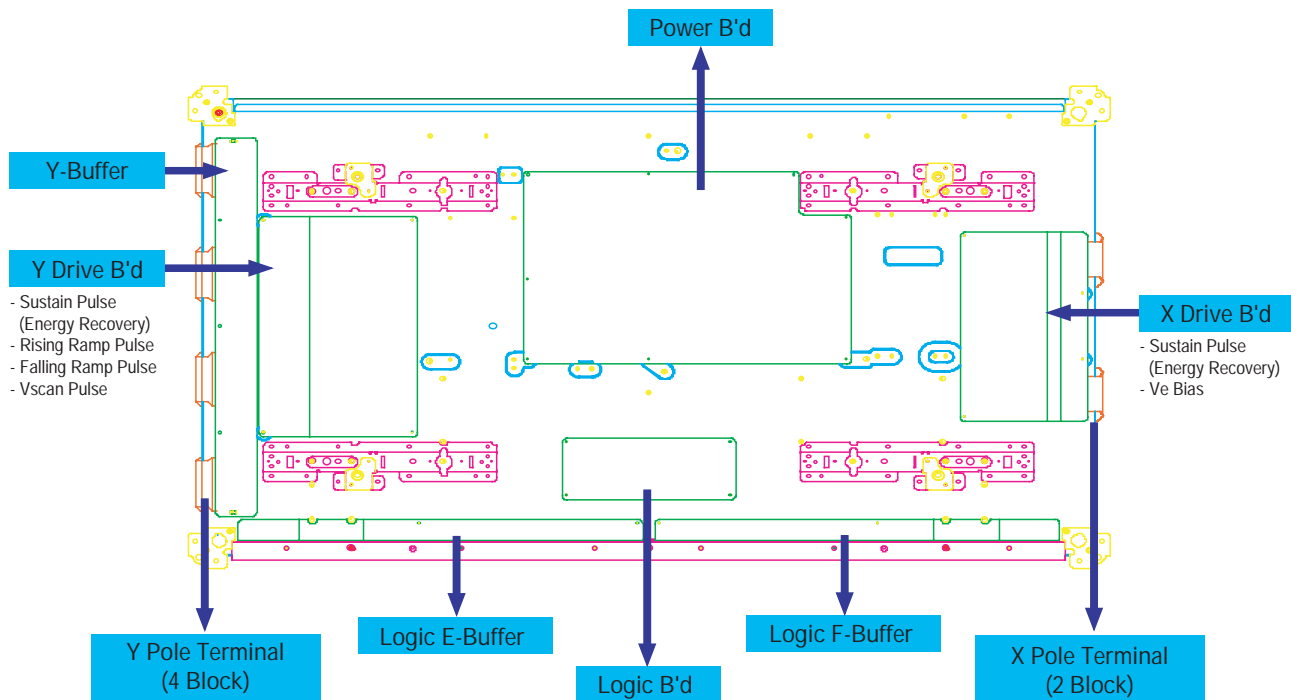 Power B'd
Y-Buffer
Y Drive B'd
- Sustain Pulse
(Energy Recovery)
- Rising Ramp Pulse
- Falling Ramp Pulse
- Vscan Pulse
X Drive B'd
- Sustain Pulse
(Energy Recovery)
- Ve Bias
Logic E-Buffer
Logic F-Buffer
Y Pole Terminal
(4 Block)
Logic B'd
X Pole Terminal
(2 Block)